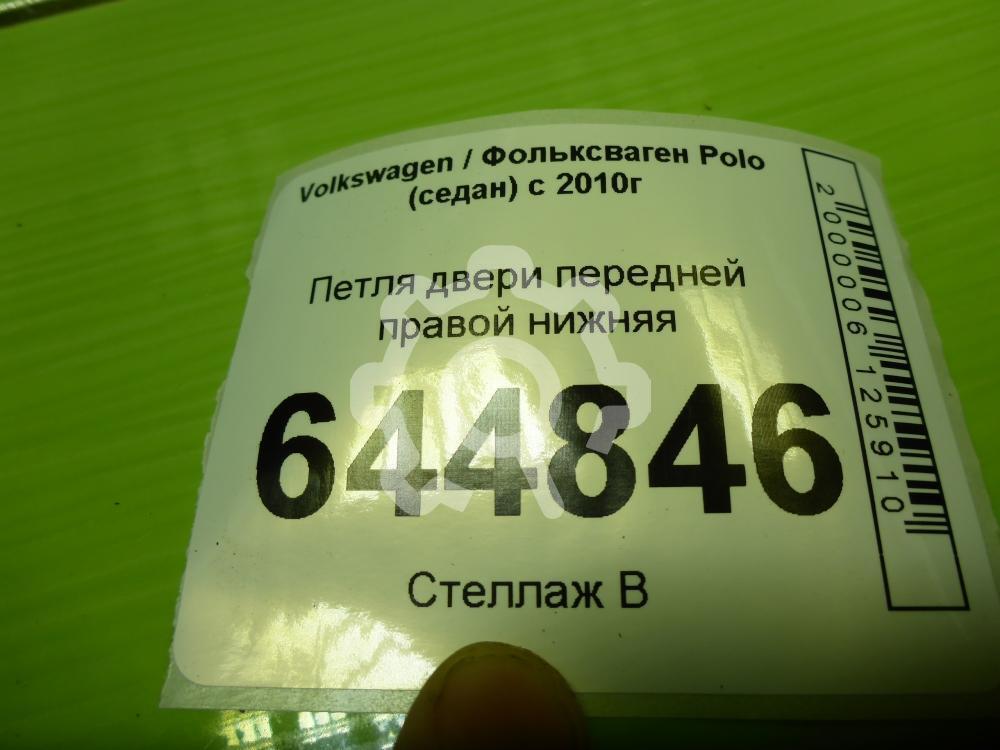 Volkswagen / Фольксваген Polo
(седан) с 2010г
Петля двери передней
правой нижняя
644846
Стеллаж В
2000006125910